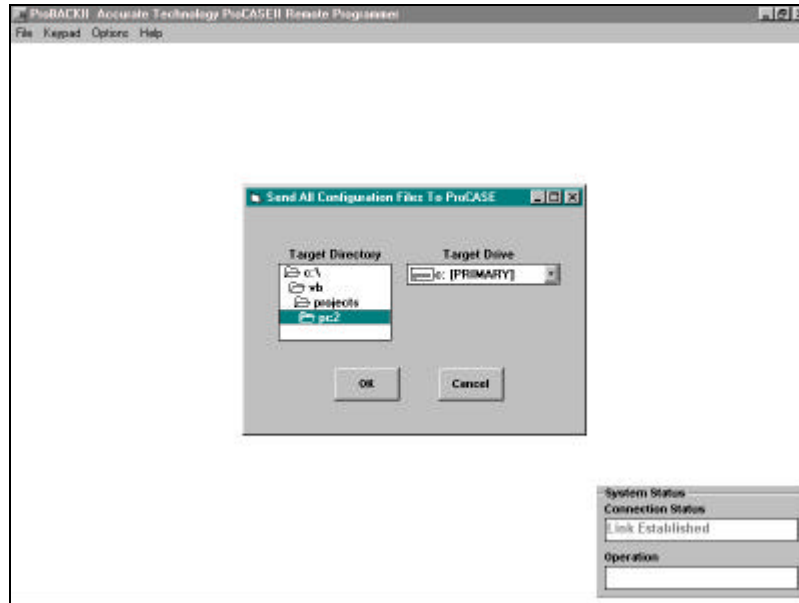 ProBACKII Accurate Technology ProCASEII Remote Programmer
File Keypad Options Help
Send All Configuration Files To ProCASE
Target Directory
Target Drive
c:\
c: [PRIMARY]
vb
projects
pc2
OK
Cancel
System Status
Connection Status
Link Established
Operation